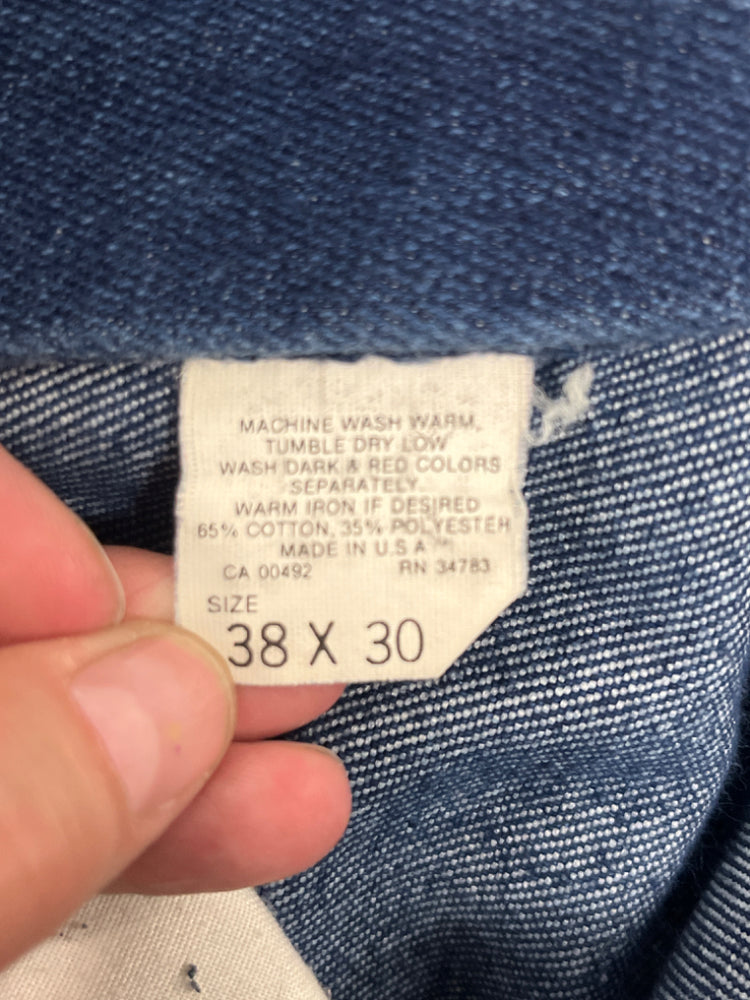 MACHINE WASH WARM,
TUMBLE DRY LOW
WASH DARK & RED COLORS
SEPARATELY.
WARM IRON IF DESIRED
65% COTTON, 35% POLYESTER
MADE IN U.S.A.
CA 00492 RN 34783
SIZE
38 X 30